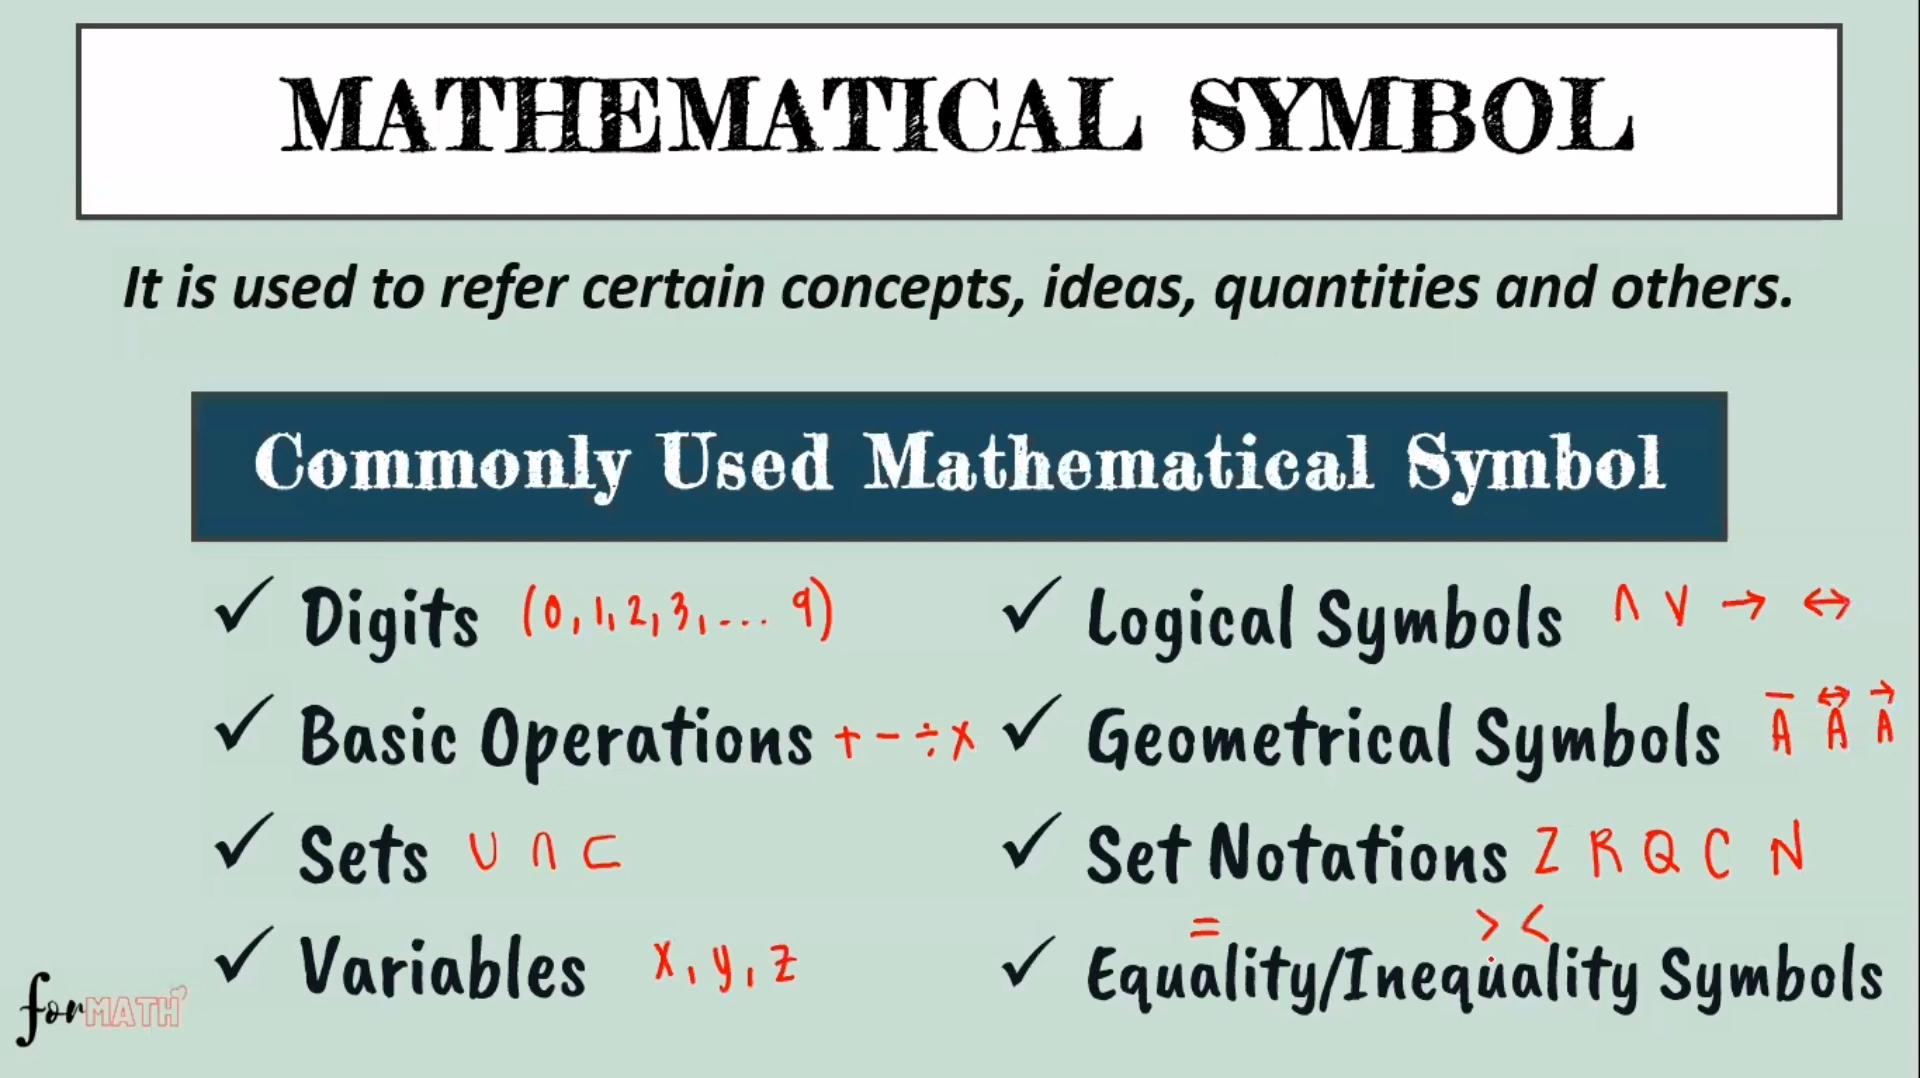 MATHEMATICAL SYMBOL
It is used to refer certain concepts, ideas, quantities and others.
Commonly Used Mathematical Symbol
✓ Digits (0, 1, 2, 3, ... 9)
✓ Basic Operations + − ÷ x
✓ Sets ∪ ∩ ⊂
✓ Variables x, y, z
✓ Logical Symbols ∧ ∨ → ↔
✓ Geometrical Symbols A̅ A⃡ A⃗
✓ Set Notations Z R Q C N
= > <
✓ Equality/Inequality Symbols
forMATH